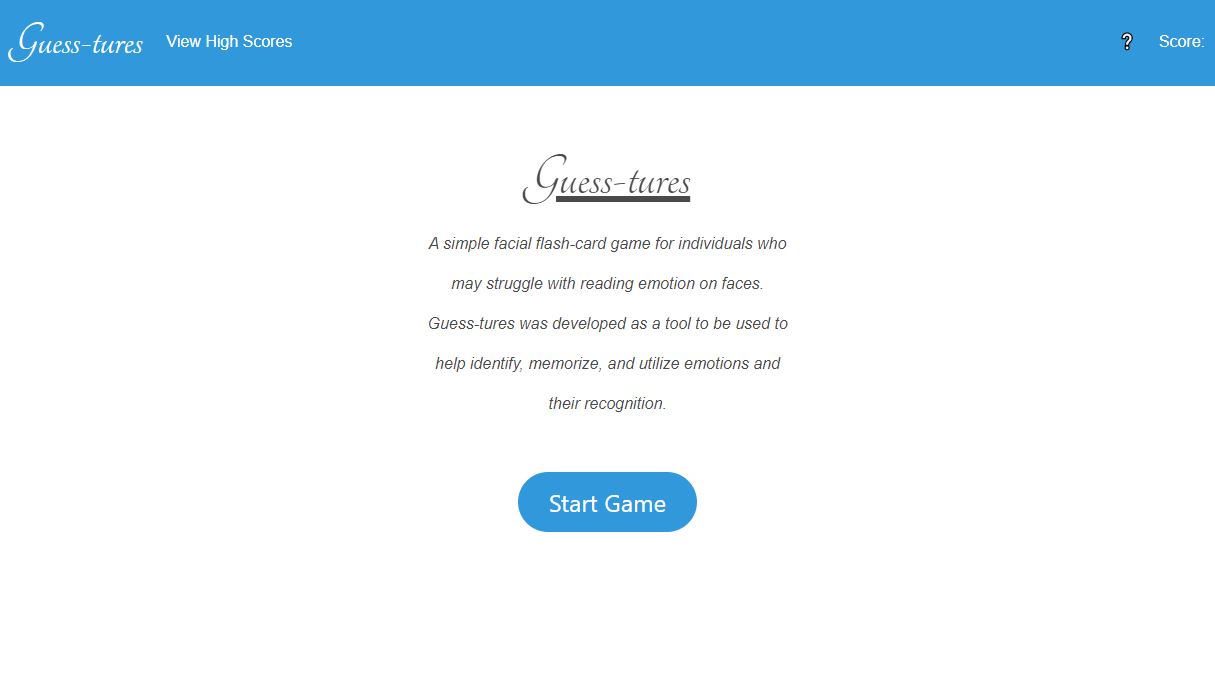 Guess-tures View High Scores ? Score:
Guess-tures
A simple facial flash-card game for individuals who
may struggle with reading emotion on faces.
Guess-tures was developed as a tool to be used to
help identify, memorize, and utilize emotions and
their recognition.
Start Game